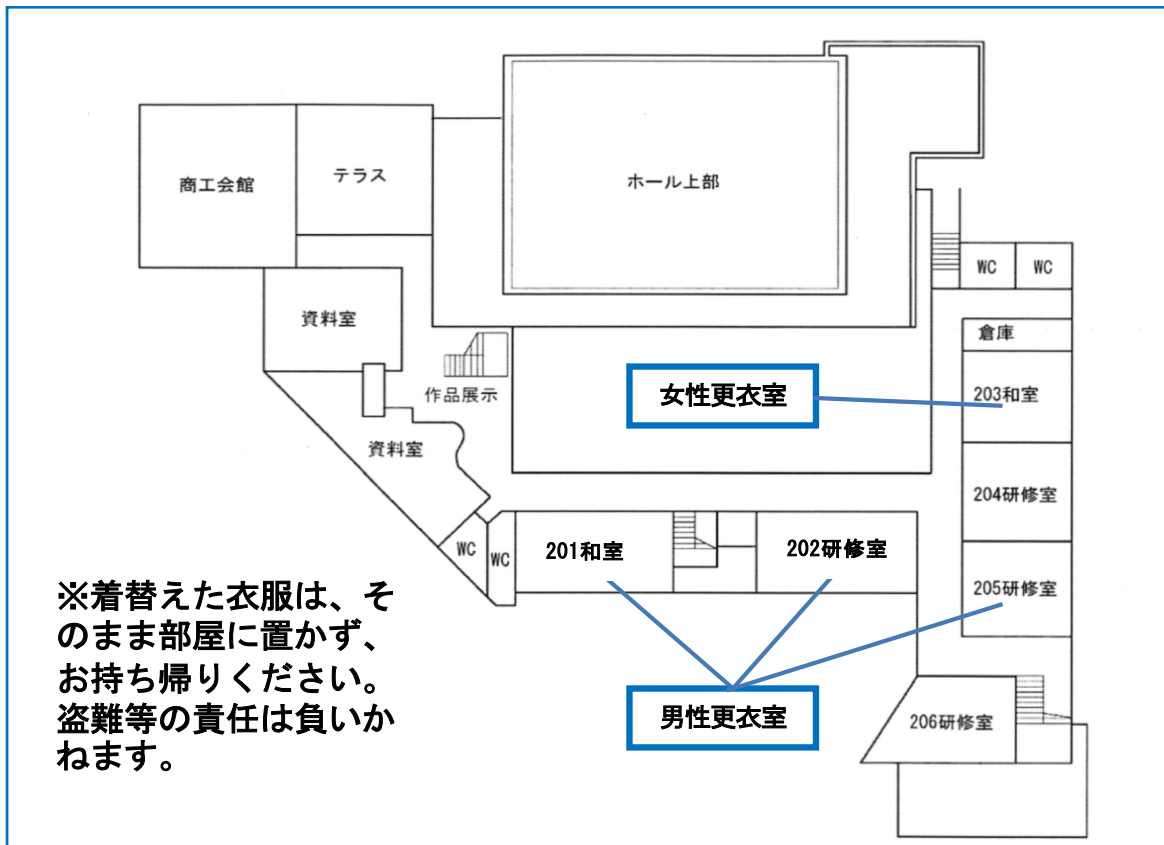 商工会館
テラス
ホール上部
WC
WC
資料室
倉庫
作品展示
女性更衣室
203和室
資料室
204研修室
WC
WC
201和室
202研修室
205研修室
※着替えた衣服は、そ
のまま部屋に置かず、
お持ち帰りください。
盗難等の責任は負いか
ねます。
男性更衣室
206研修室